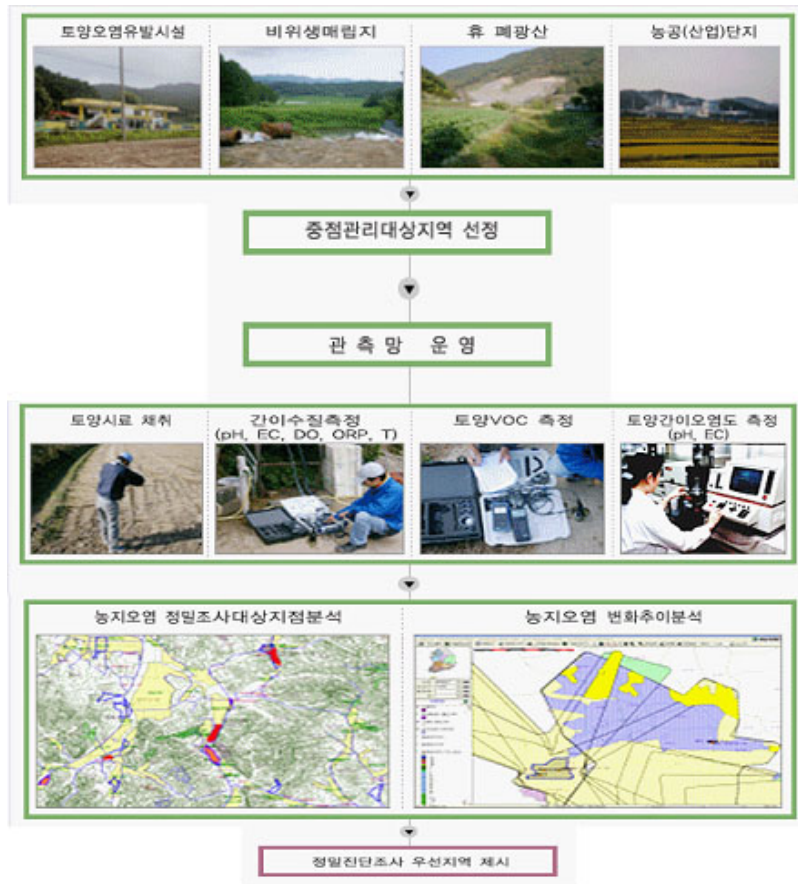 토양오염유발시설
비위생매립지
휴 폐광산
농공(산업)단지
중점관리대상지역 선정
관 측 망 운 영
토양시료 채취
간이수질측정
(pH, EC, DO, ORP, T)
토양VOC 측정
토양간이오염도 측정
(pH, EC)
농지오염 정밀조사대상지점분석
농지오염 변화추이분석
정밀진단조사 우선지역 제시